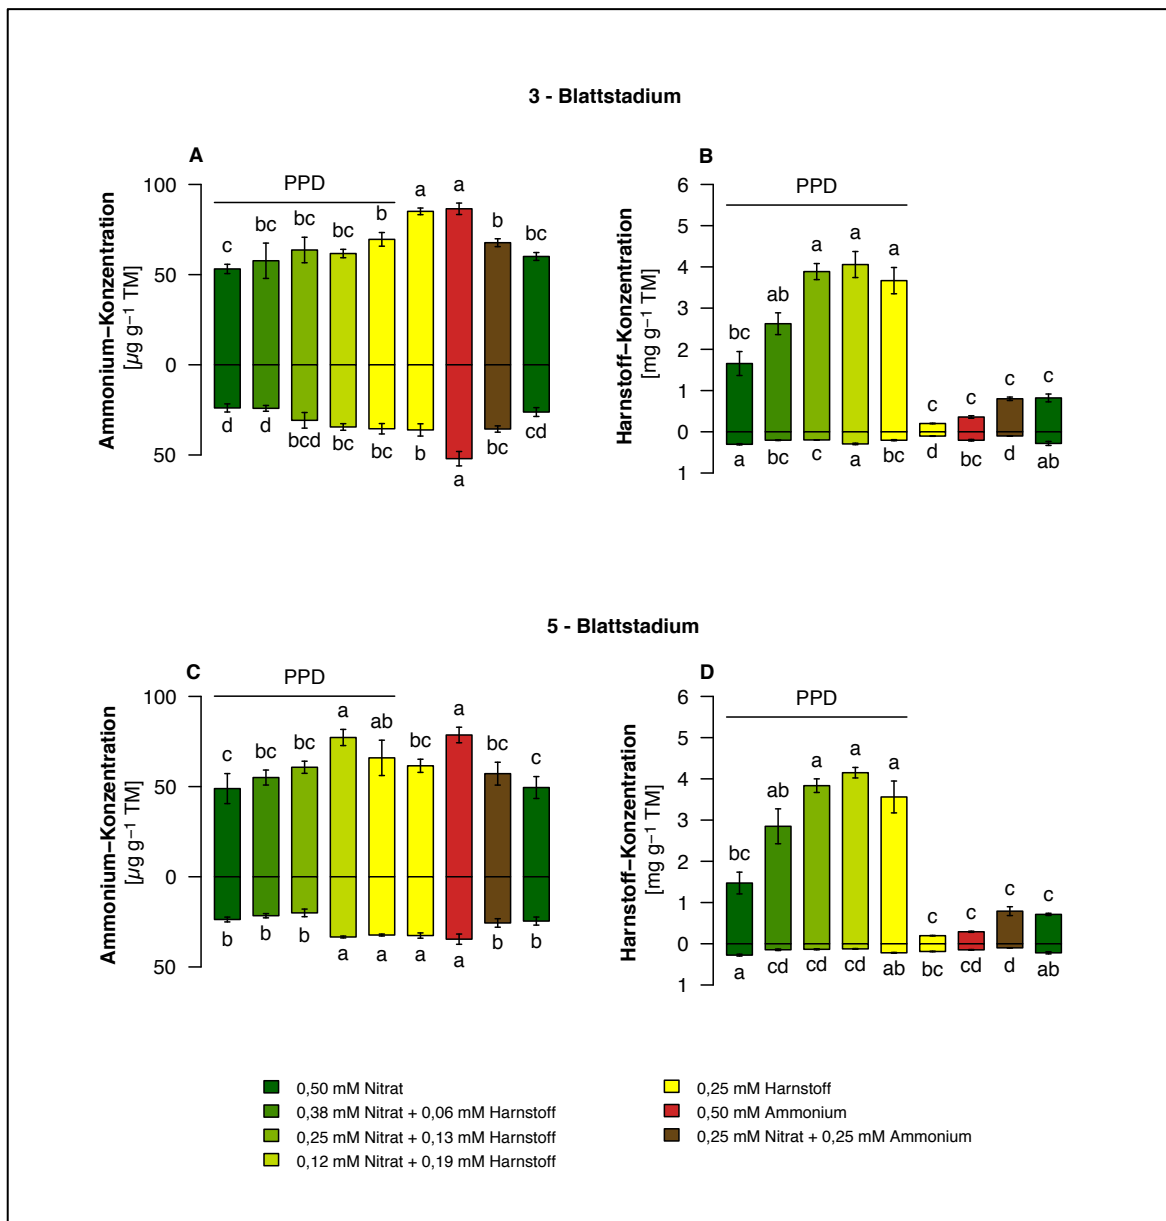 3 - Blattstadium
A
B
Ammonium−Konzentration
[µg g−1 TM]
100
50
0
50
PPD
c
bc
bc
bc
b
a
a
b
bc
d
d
bcd
bc
bc
b
a
bc
cd
Harnstoff−Konzentration
[mg g−1 TM]
6
5
4
3
2
1
0
1
PPD
bc
ab
a
a
a
c
c
c
c
a
bc
c
a
bc
d
bc
d
ab
5 - Blattstadium
C
D
Ammonium−Konzentration
[µg g−1 TM]
100
50
0
50
PPD
c
bc
bc
a
ab
bc
a
bc
c
b
b
b
a
a
a
a
b
b
Harnstoff−Konzentration
[mg g−1 TM]
6
5
4
3
2
1
0
1
PPD
bc
ab
a
a
a
c
c
c
c
a
cd
cd
cd
ab
bc
cd
d
ab
0,50 mM Nitrat
0,38 mM Nitrat + 0,06 mM Harnstoff
0,25 mM Nitrat + 0,13 mM Harnstoff
0,12 mM Nitrat + 0,19 mM Harnstoff
0,25 mM Harnstoff
0,50 mM Ammonium
0,25 mM Nitrat + 0,25 mM Ammonium